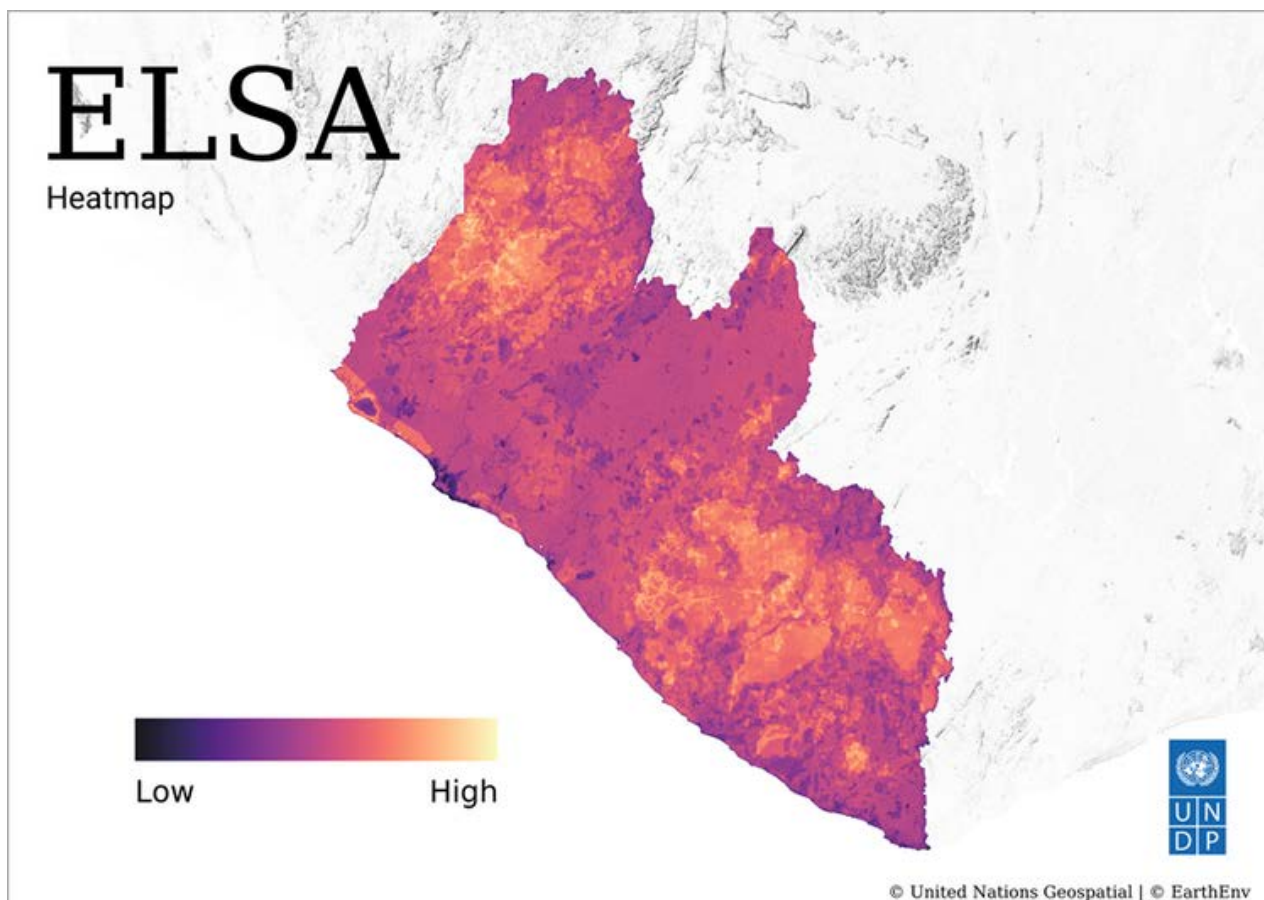 ELSA
Heatmap
Low High
U N
D P
© United Nations Geospatial | © EarthEnv